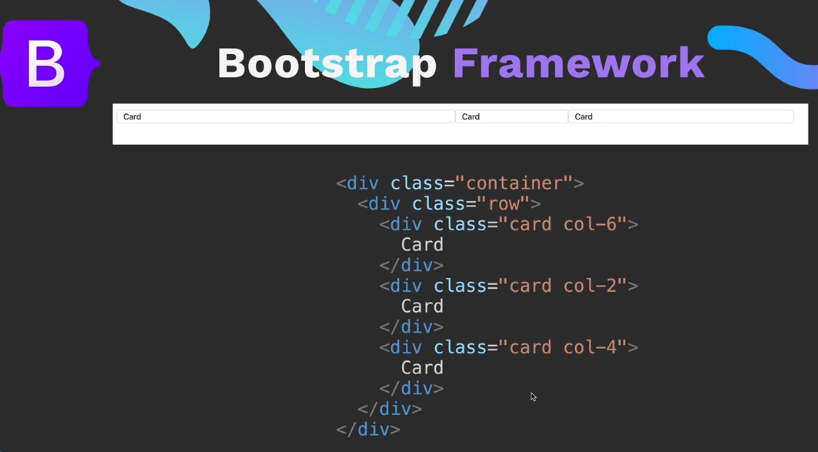 B
Bootstrap Framework
Card Card Card
<div class="container">
<div class="row">
<div class="card col-6">
Card
</div>
<div class="card col-2">
Card
</div>
<div class="card col-4">
Card
</div>
</div>
</div>